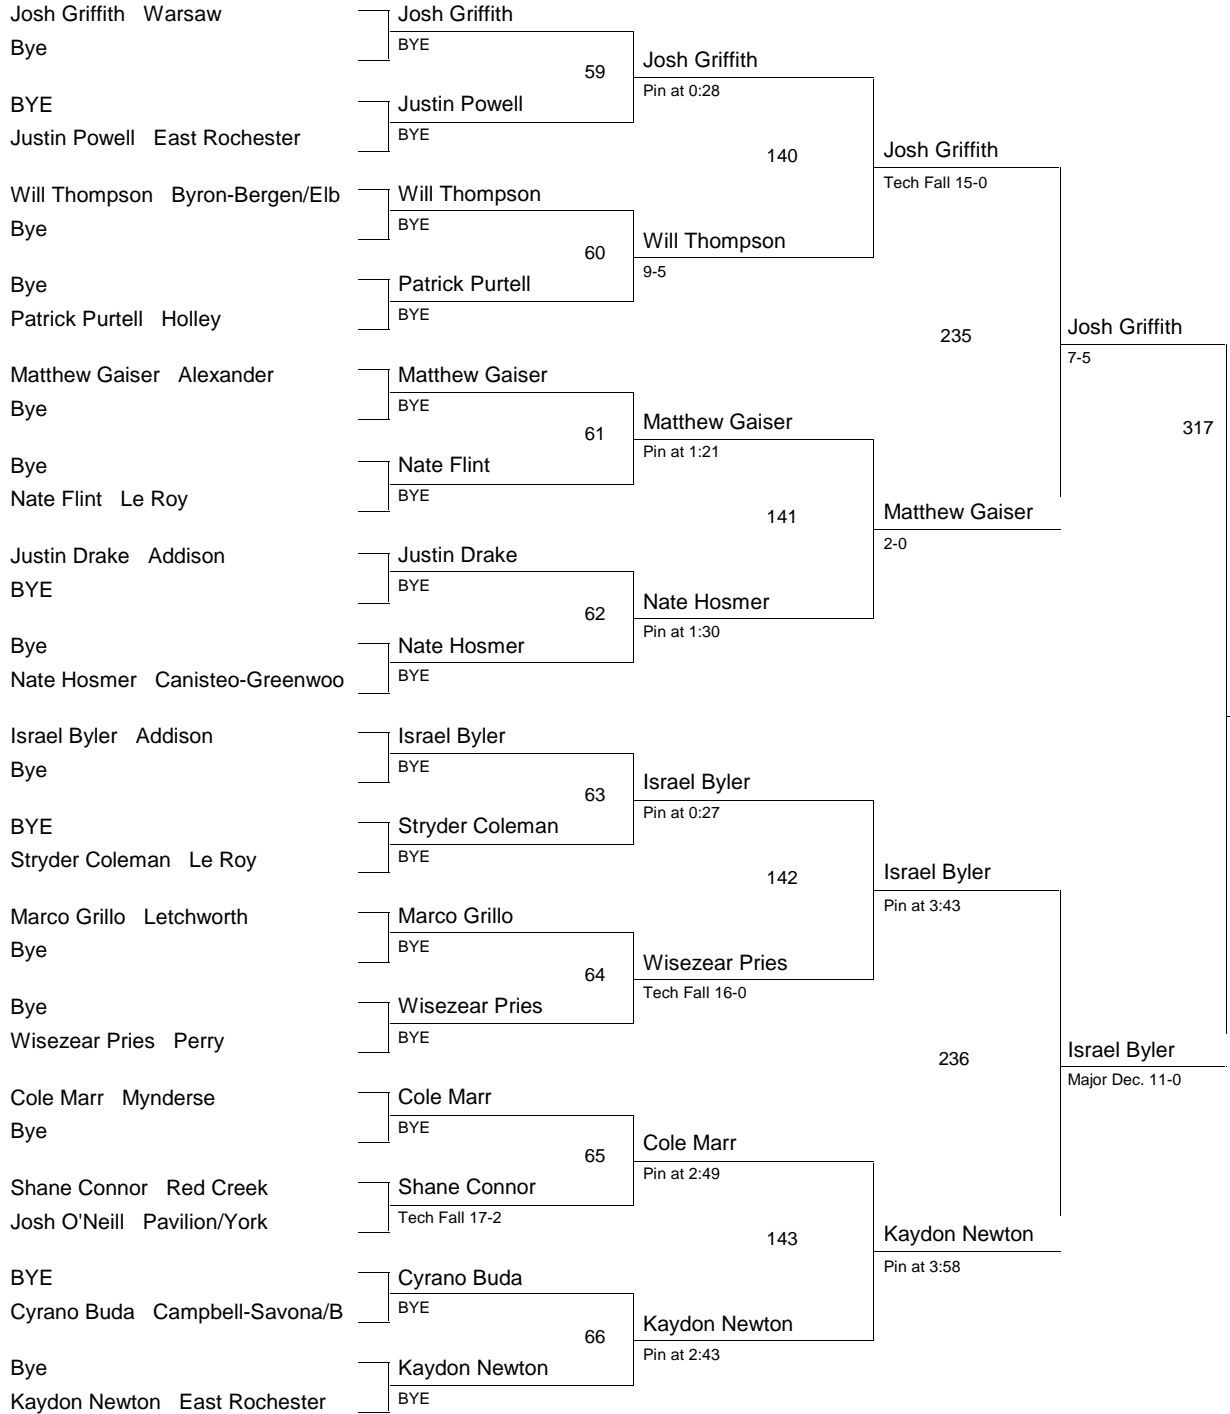 Josh Griffith Warsaw
Bye
BYE
Justin Powell East Rochester
Will Thompson Byron-Bergen/Elb
Bye
Bye
Patrick Purtell Holley
Matthew Gaiser Alexander
Bye
Bye
Nate Flint Le Roy
Justin Drake Addison
BYE
Bye
Nate Hosmer Canisteo-Greenwoo
Israel Byler Addison
Bye
BYE
Stryder Coleman Le Roy
Marco Grillo Letchworth
Bye
Bye
Wisezear Pries Perry
Cole Marr Mynderse
Bye
Shane Connor Red Creek
Josh O'Neill Pavilion/York
BYE
Cyrano Buda Campbell-Savona/B
Bye
Kaydon Newton East Rochester
Josh Griffith
BYE
59
Justin Powell
BYE
Will Thompson
BYE
60
Patrick Purtell
BYE
Matthew Gaiser
BYE
61
Nate Flint
BYE
Justin Drake
BYE
62
Nate Hosmer
BYE
Israel Byler
BYE
63
Stryder Coleman
BYE
Marco Grillo
BYE
64
Wisezear Pries
BYE
Cole Marr
BYE
65
Shane Connor
Tech Fall 17-2
Cyrano Buda
BYE
66
Kaydon Newton
BYE
Josh Griffith
Pin at 0:28
140
Will Thompson
9-5
Matthew Gaiser
Pin at 1:21
141
Nate Hosmer
Pin at 1:30
Israel Byler
Pin at 0:27
142
Wisezear Pries
Tech Fall 16-0
Cole Marr
Pin at 2:49
143
Kaydon Newton
Pin at 2:43
Josh Griffith
Tech Fall 15-0
235
Matthew Gaiser
2-0
Israel Byler
Pin at 3:43
236
Kaydon Newton
Pin at 3:58
Josh Griffith
7-5
317
Israel Byler
Major Dec. 11-0